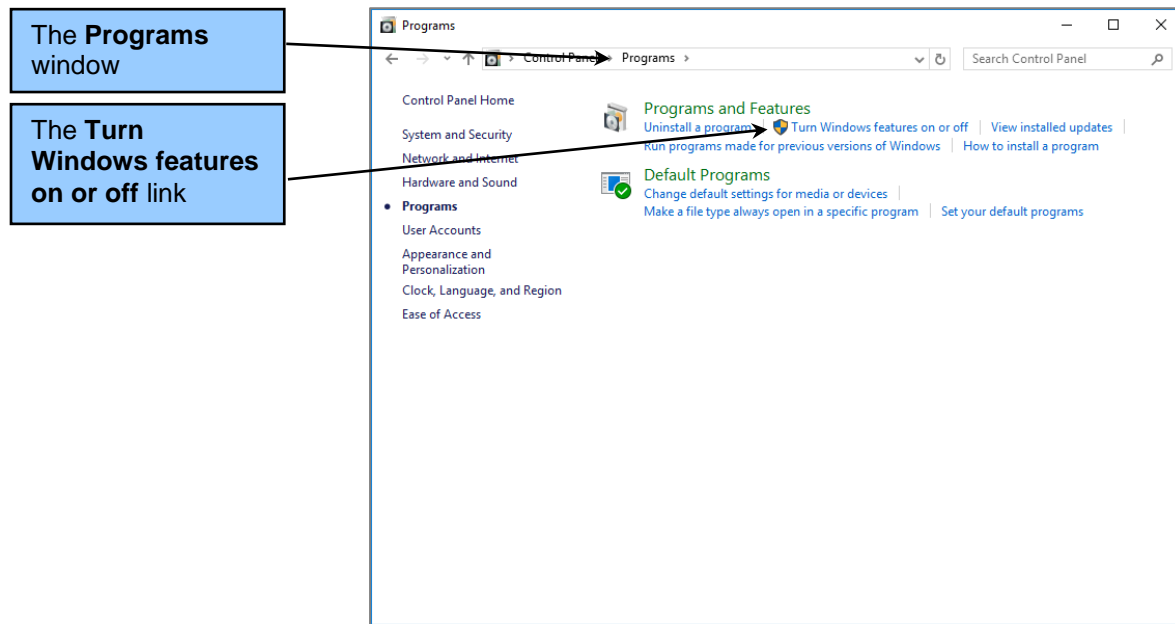 The Programs
window
The Turn
Windows features
on or off link
Programs
Control Panel Programs
Search Control Panel
Control Panel Home
System and Security
Network and Internet
Hardware and Sound
Programs
User Accounts
Appearance and
Personalization
Clock, Language, and Region
Ease of Access
Programs and Features
Uninstall a program Turn Windows features on or off View installed updates
Run programs made for previous versions of Windows How to install a program
Default Programs
Change default settings for media or devices
Make a file type always open in a specific program Set your default programs